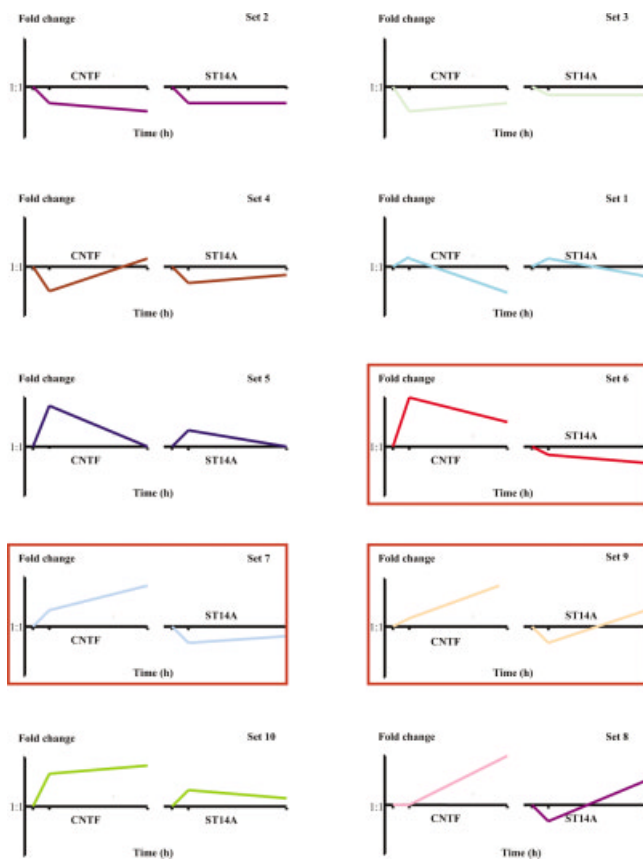 Fold change Set 2
CNTF ST14A
1:1
Time (h)
Fold change Set 3
CNTF ST14A
1:1
Time (h)
Fold change Set 4
CNTF ST14A
1:1
Time (h)
Fold change Set 1
CNTF ST14A
1:1
Time (h)
Fold change Set 5
1:1
CNTF ST14A
Time (h)
Fold change Set 6
ST14A
1:1
CNTF
Time (h)
Fold change Set 7
ST14A
1:1
CNTF
Time (h)
Fold change Set 9
ST14A
1:1
CNTF
Time (h)
Fold change Set 10
1:1
CNTF ST14A
Time (h)
Fold change Set 8
1:1
CNTF ST14A
Time (h)